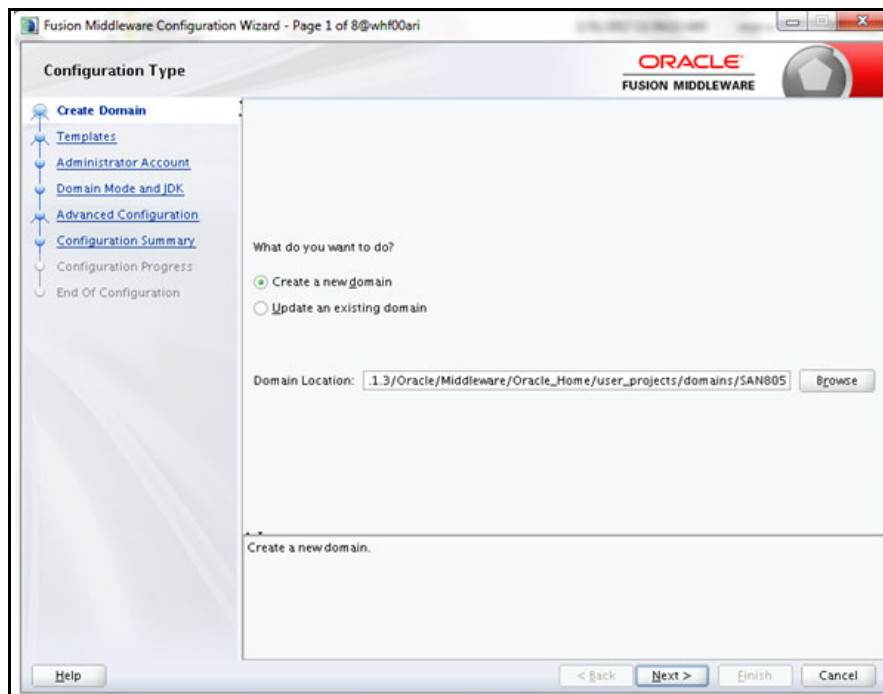 Fusion Middleware Configuration Wizard - Page 1 of 8@whf00ari
Configuration Type
ORACLE
FUSION MIDDLEWARE
Create Domain
Templates
Administrator Account
Domain Mode and JDK
Advanced Configuration
Configuration Summary
Configuration Progress
End Of Configuration
What do you want to do?
Create a new domain
Update an existing domain
Domain Location: .1.3/Oracle/Middleware/Oracle_Home/user_projects/domains/SAN805 Browse
Create a new domain.
Help < Back Next > Finish Cancel